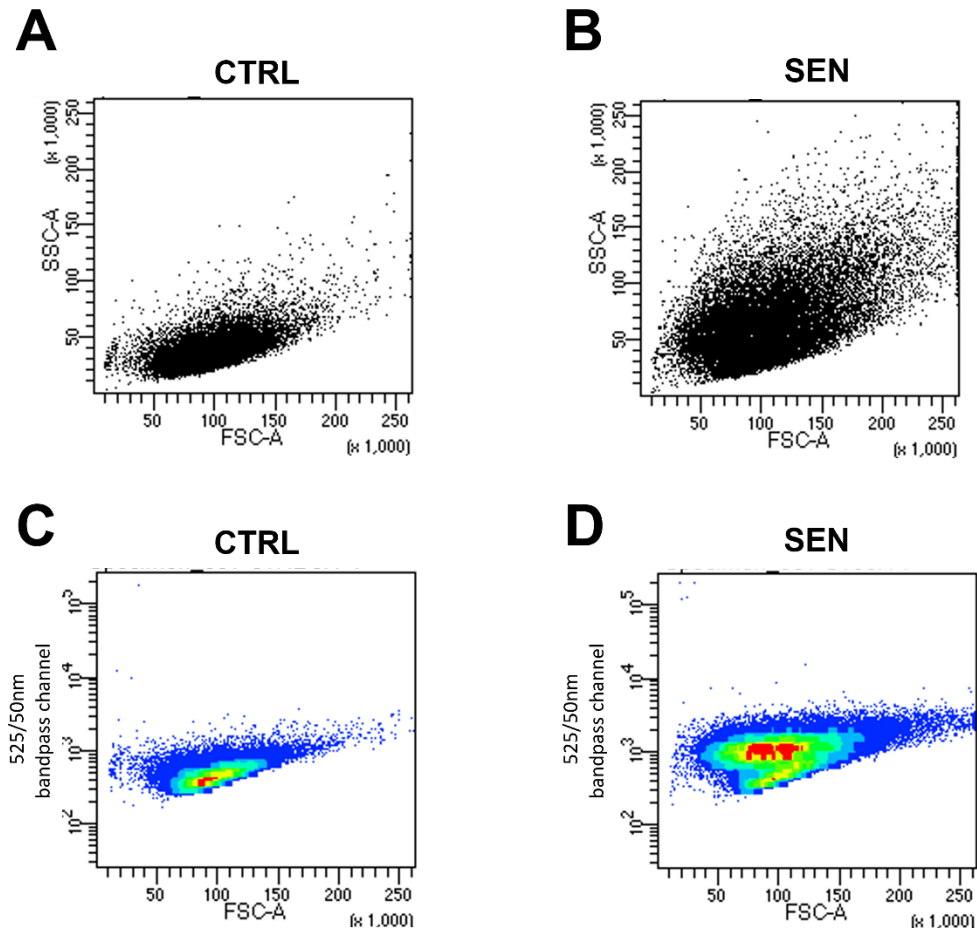 A
B
CTRL
SEN
250
200
150
100
50
SSC-A
(x 1,000)
50
100
150
200
250
FSC-A
(x 1,000)
250
200
150
100
50
SSC-A
(x 1,000)
50
100
150
200
250
FSC-A
(x 1,000)
C
D
CTRL
SEN
525/50nm
bandpass channel
10^5
10^4
10^3
10^2
50
100
150
200
250
FSC-A
(x 1,000)
525/50nm
bandpass channel
10^5
10^4
10^3
10^2
50
100
150
200
250
FSC-A
(x 1,000)